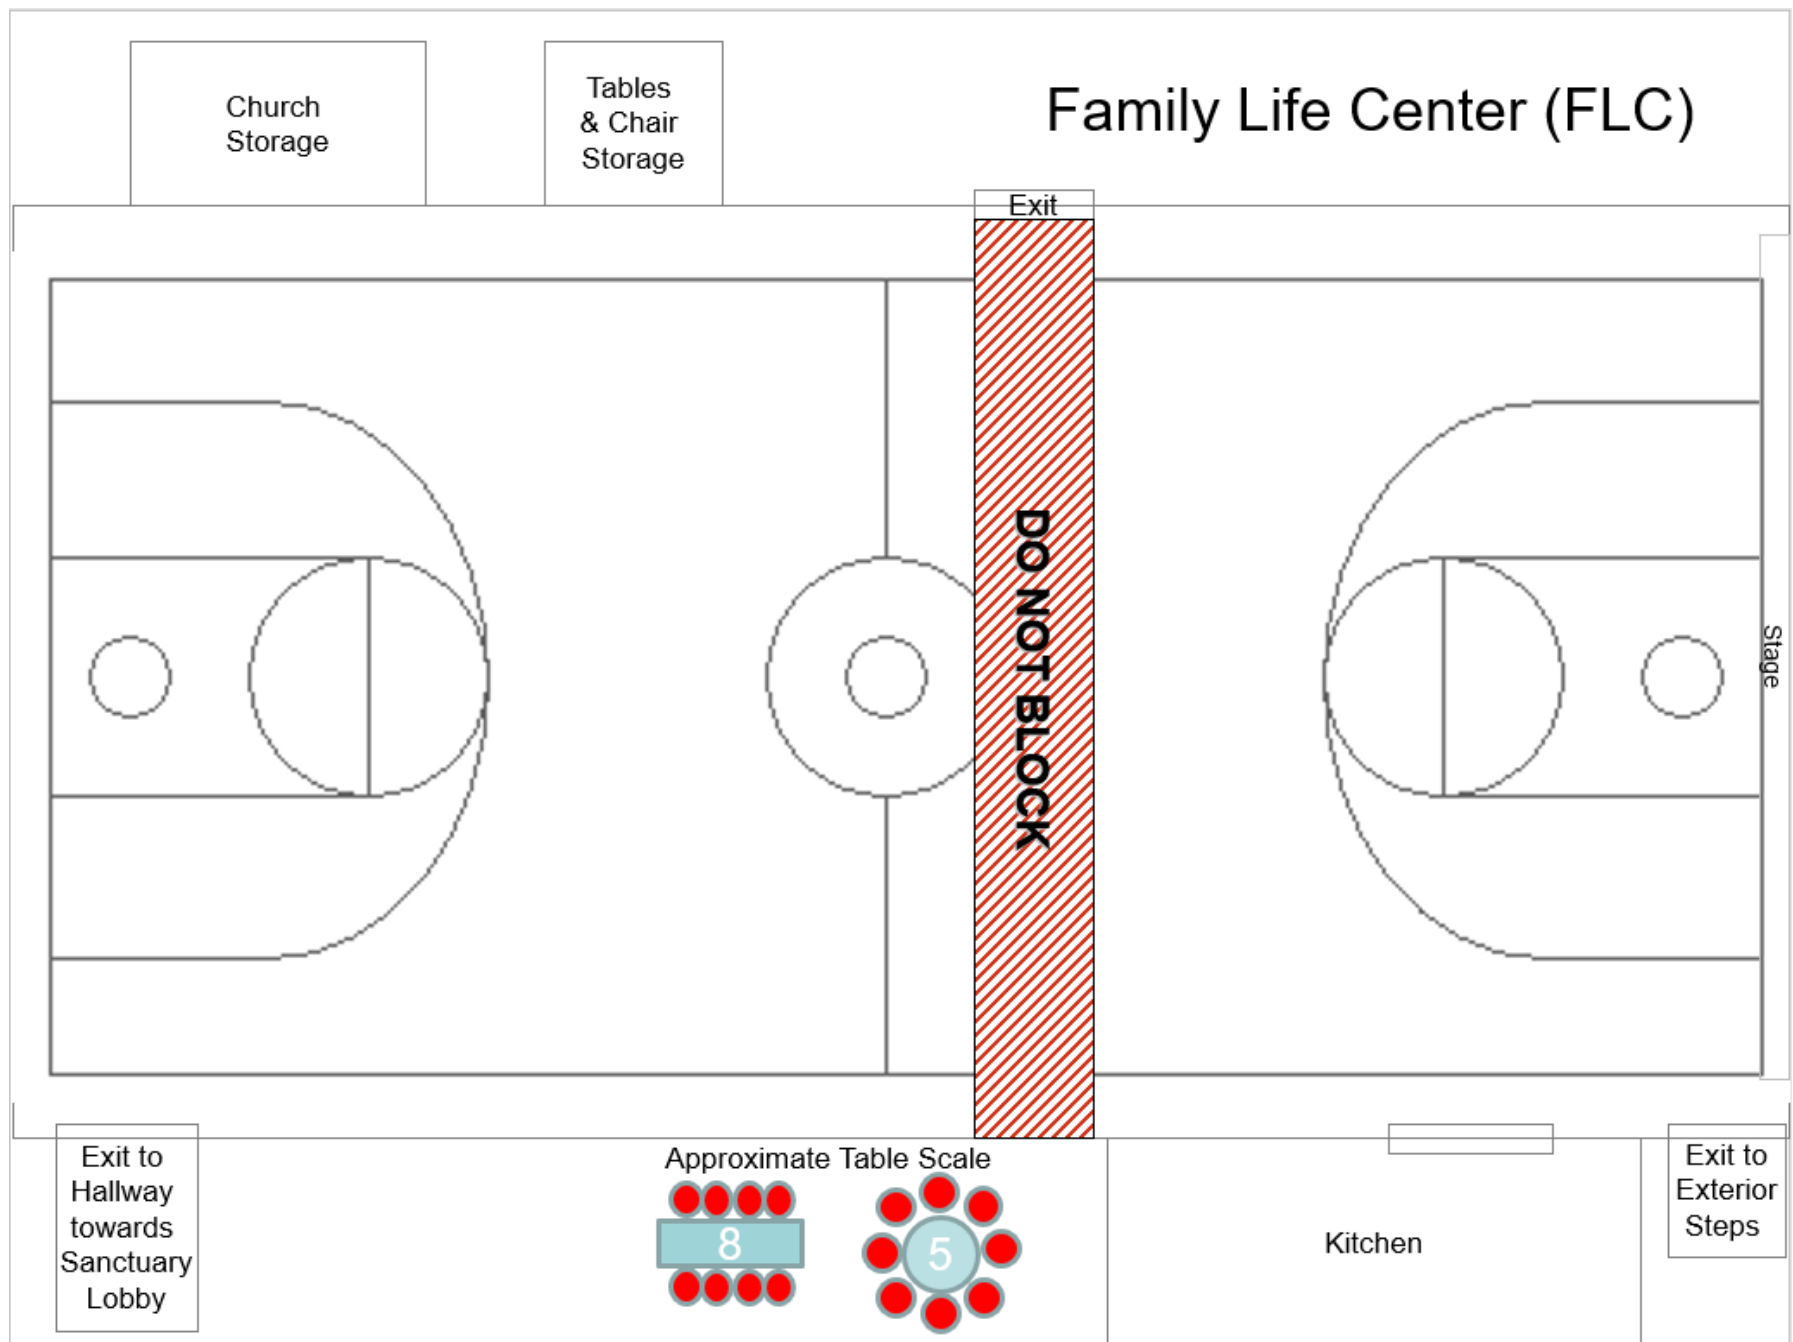 Church
Storage
Tables
& Chair
Storage
Family Life Center (FLC)
Exit
DO NOT BLOCK
Stage
Exit to
Hallway
towards
Sanctuary
Lobby
Approximate Table Scale
8
5
Kitchen
Exit to
Exterior
Steps